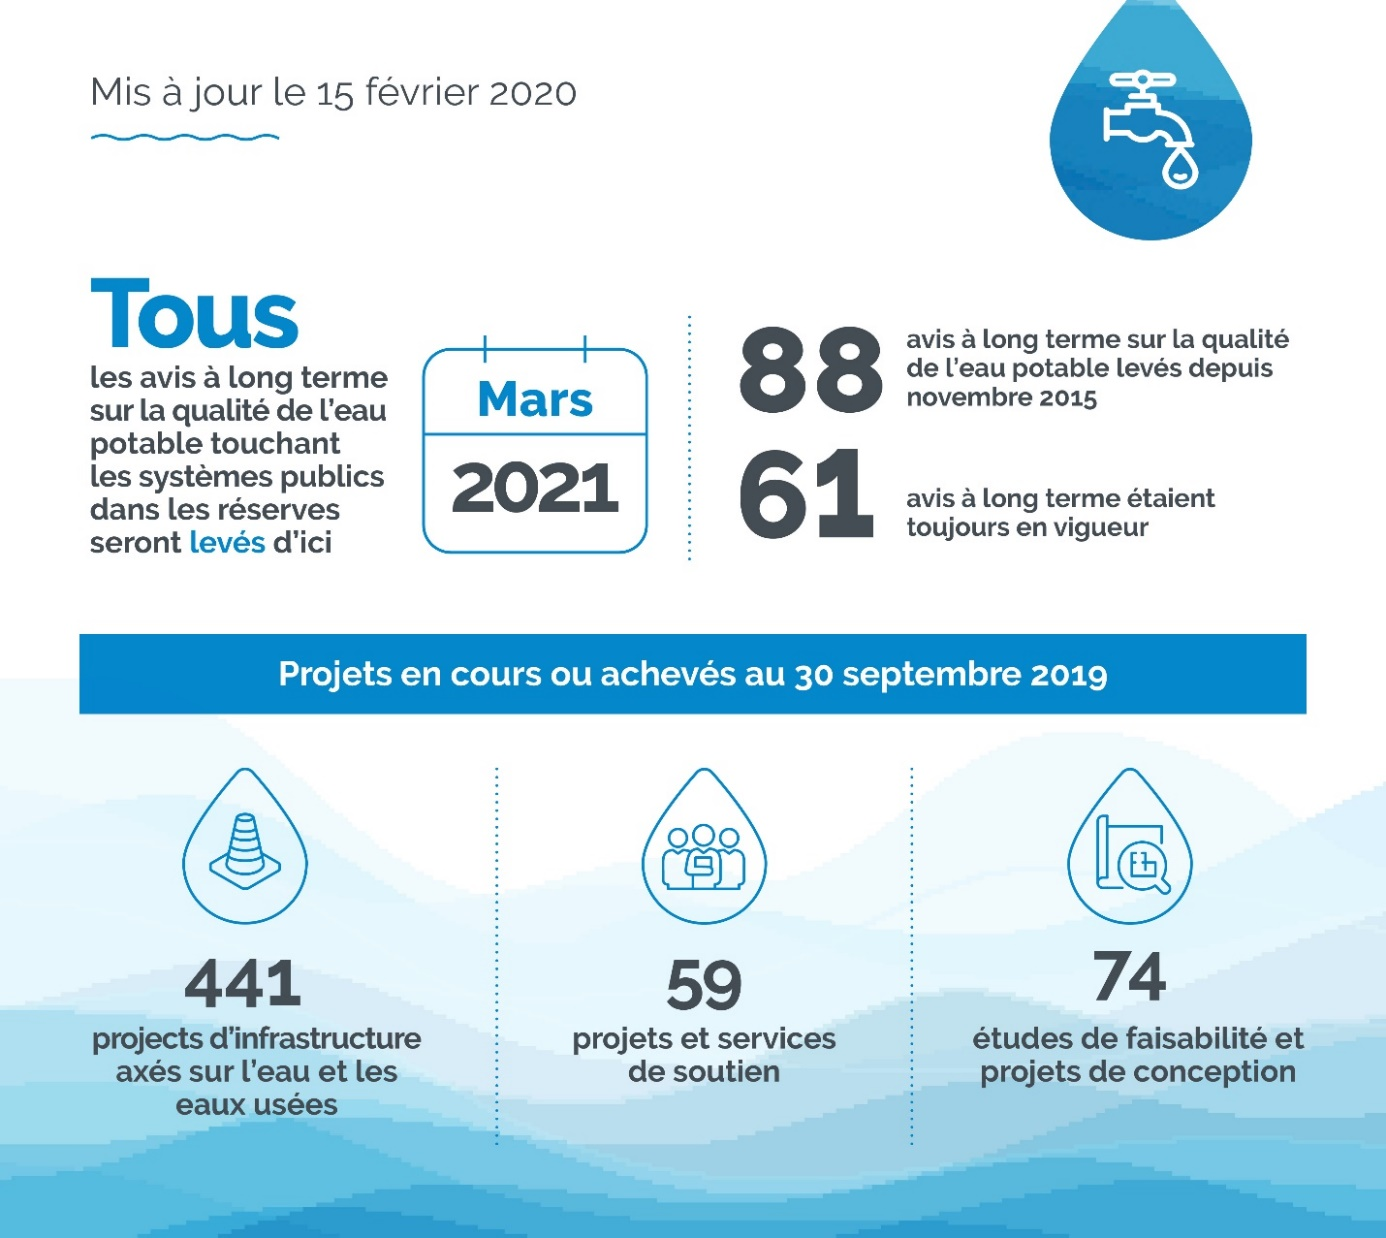 Mis à jour le 15 février 2020
Tous
les avis à long terme
sur la qualité de l'eau
potable touchant
les systèmes publics
dans les réserves
seront levés d'ici
Mars
2021
88
avis à long terme sur la qualité
de l'eau potable levés depuis
novembre 2015
61
avis à long terme étaient
toujours en vigueur
Projets en cours ou achevés au 30 septembre 2019
441
projects d'infrastructure
axés sur l'eau et les
eaux usées
59
projets et services
de soutien
74
études de faisabilité et
projets de conception